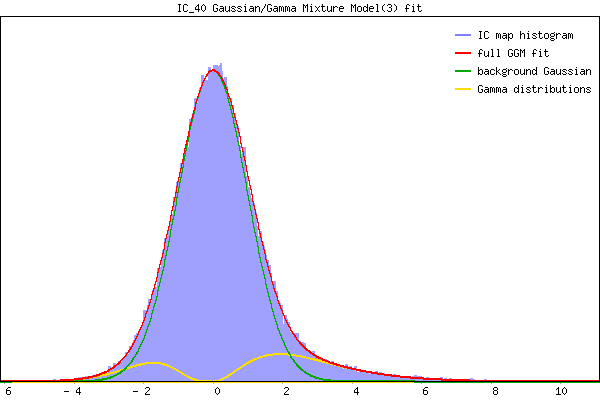 IC_40 Gaussian/Gamma Mixture Model(3) fit
IC map histogram
full GGM fit
background Gaussian
Gamma distributions
6 -4 -2 0 2 4 6 8 10